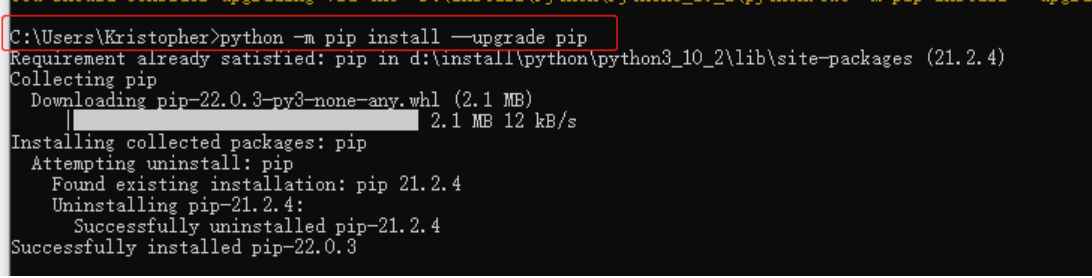 C:\Users\Kristopher>python -m pip install --upgrade pip
Requirement already satisfied: pip in d:\install\python\python3_10_2\lib\site-packages (21.2.4)
Collecting pip
Downloading pip-22.0.3-py3-none-any.whl (2.1 MB)
| 2.1 MB 12 kB/s
Installing collected packages: pip
Attempting uninstall: pip
Found existing installation: pip 21.2.4
Uninstalling pip-21.2.4:
Successfully uninstalled pip-21.2.4
Successfully installed pip-22.0.3